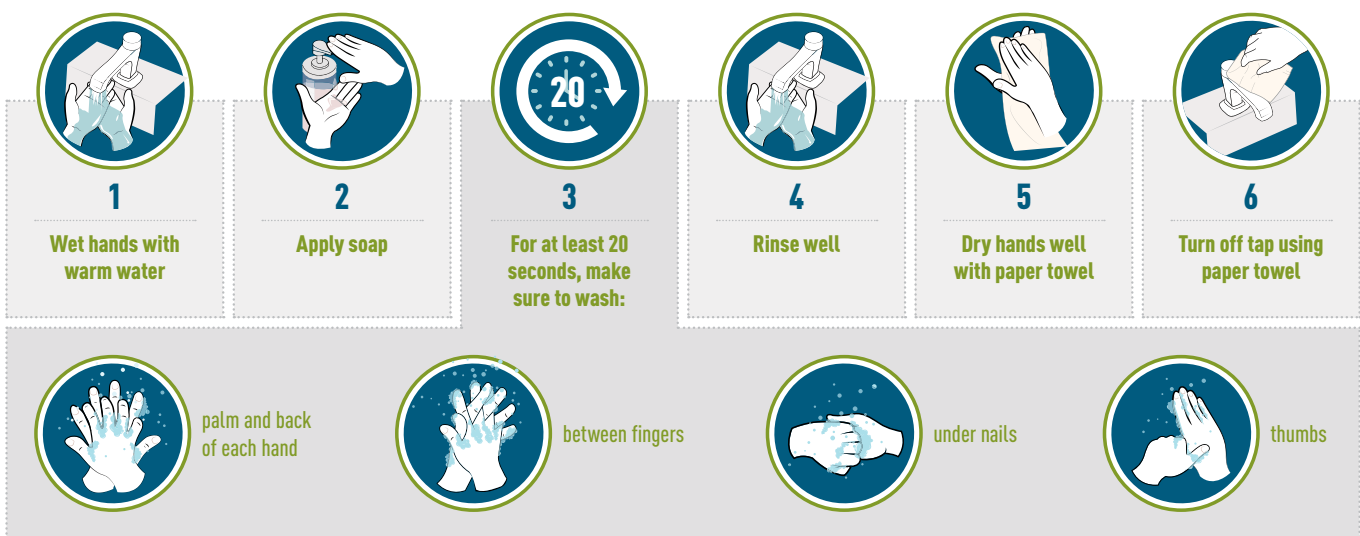 20
1
Wet hands with
warm water
2
Apply soap
3
For at least 20
seconds, make
sure to wash:
4
Rinse well
5
Dry hands well
with paper towel
6
Turn off tap using
paper towel
palm and back
of each hand
between fingers
under nails
thumbs